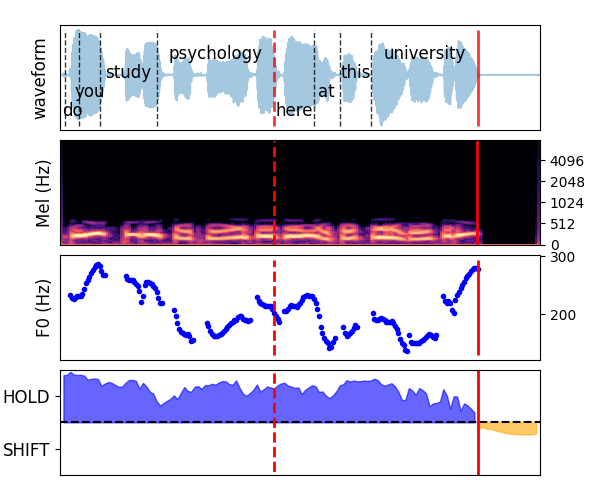 waveform
do
you
study
psychology
here
at
this
university
Mel (Hz)
4096
2048
1024
512
0
F0 (Hz)
300
200
HOLD
SHIFT